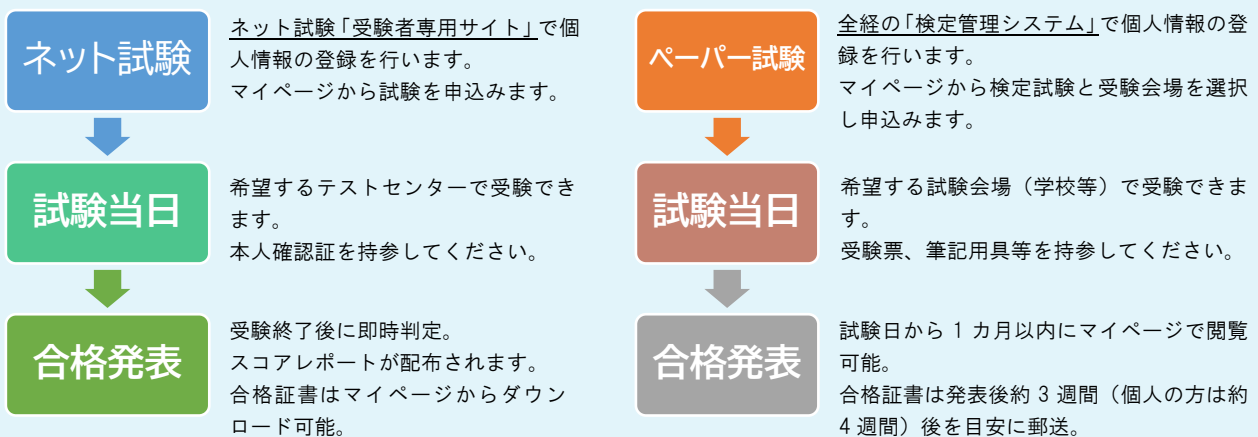 ネット試験
ネット試験「受験者専用サイト」で個
人情報の登録を行います。
マイページから試験を申込みます。
試験当日
希望するテストセンターで受験でき
ます。
本人確認証を持参してください。
合格発表
受験終了後に即時判定。
スコアレポートが配布されます。
合格証書はマイページからダウン
ロード可能。
ペーパー試験
全経の「検定管理システム」で個人情報の登
録を行います。
マイページから検定試験と受験会場を選択
し申込みます。
試験当日
希望する試験会場（学校等）で受験できま
す。
受験票、筆記用具等を持参してください。
合格発表
試験日から 1 カ月以内にマイページで閲覧
可能。
合格証書は発表後約 3 週間（個人の方は約
4 週間）後を目安に郵送。